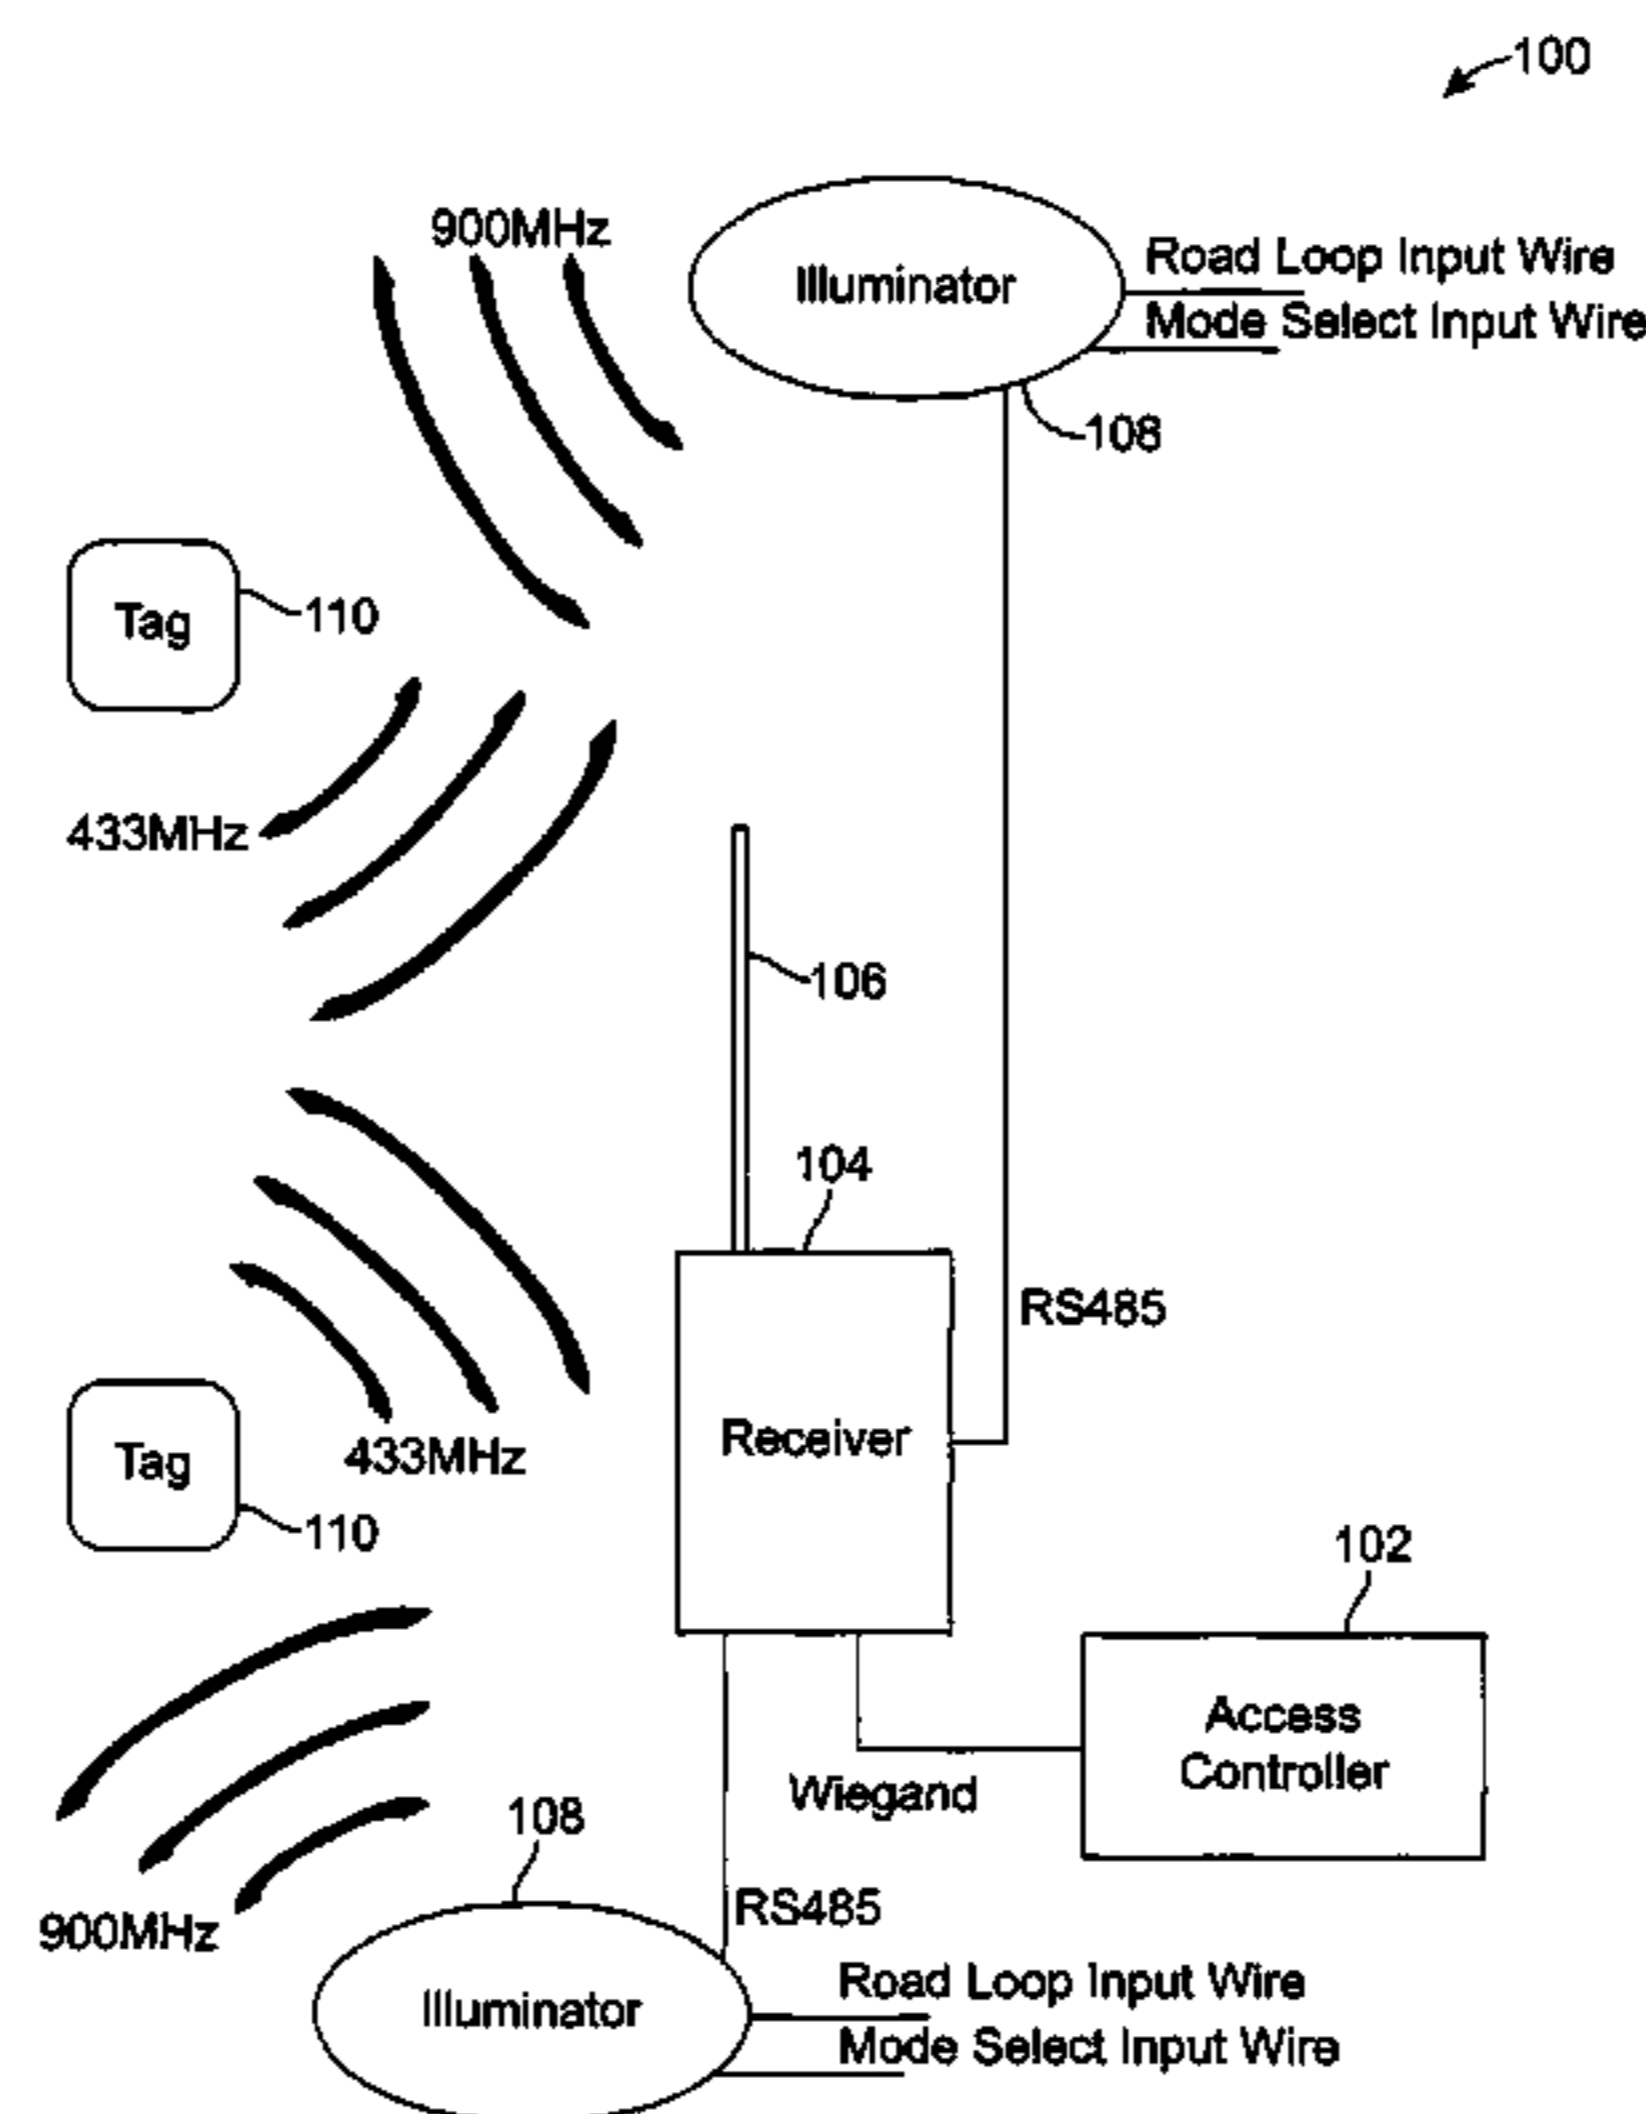 100
900MHz
Illuminator
Road Loop Input Wire
Mode Select Input Wire
108
Tag
110
433MHz
106
104
RS485
Receiver
433MHz
Tag
110
102
Access
Controller
Wiegand
108
RS485
900MHz
Illuminator
Road Loop Input Wire
Mode Select Input Wire